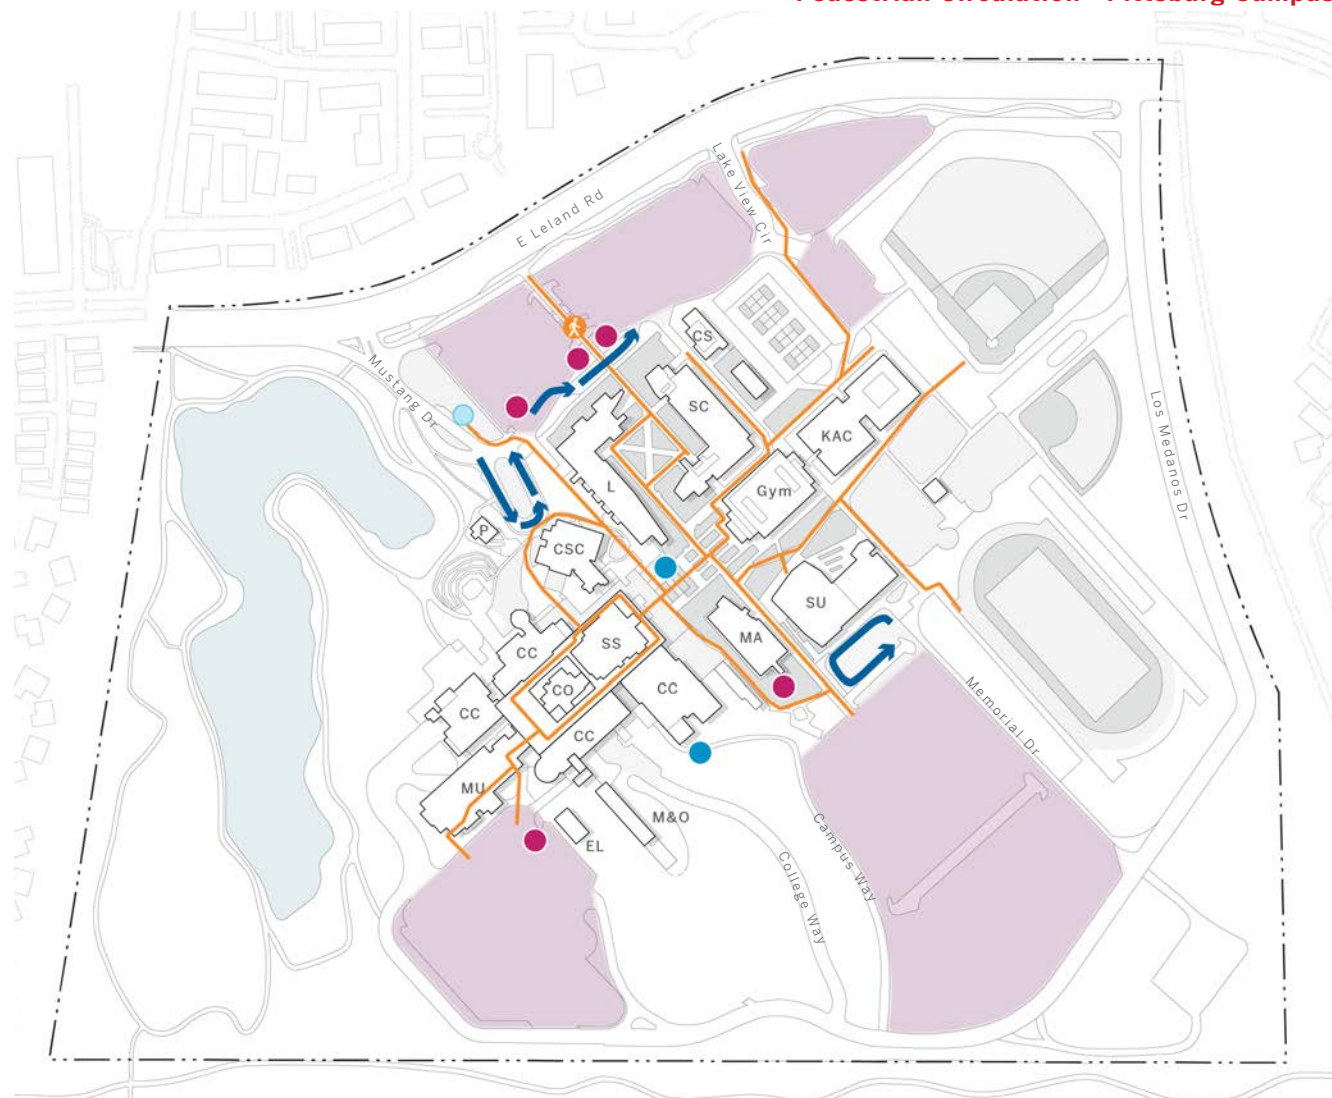 Pedestrian Circulation - Pittsburg Campus
E Leland Rd
Lake View Cir
Mustang Dr
Los Medanos Dr
CS
SC
KAC
L
Gym
P
CSC
SU
SS
MA
CC
CO
CC
CC
CC
Memorial Dr
MU
M&O
EL
Campus Way
College Way